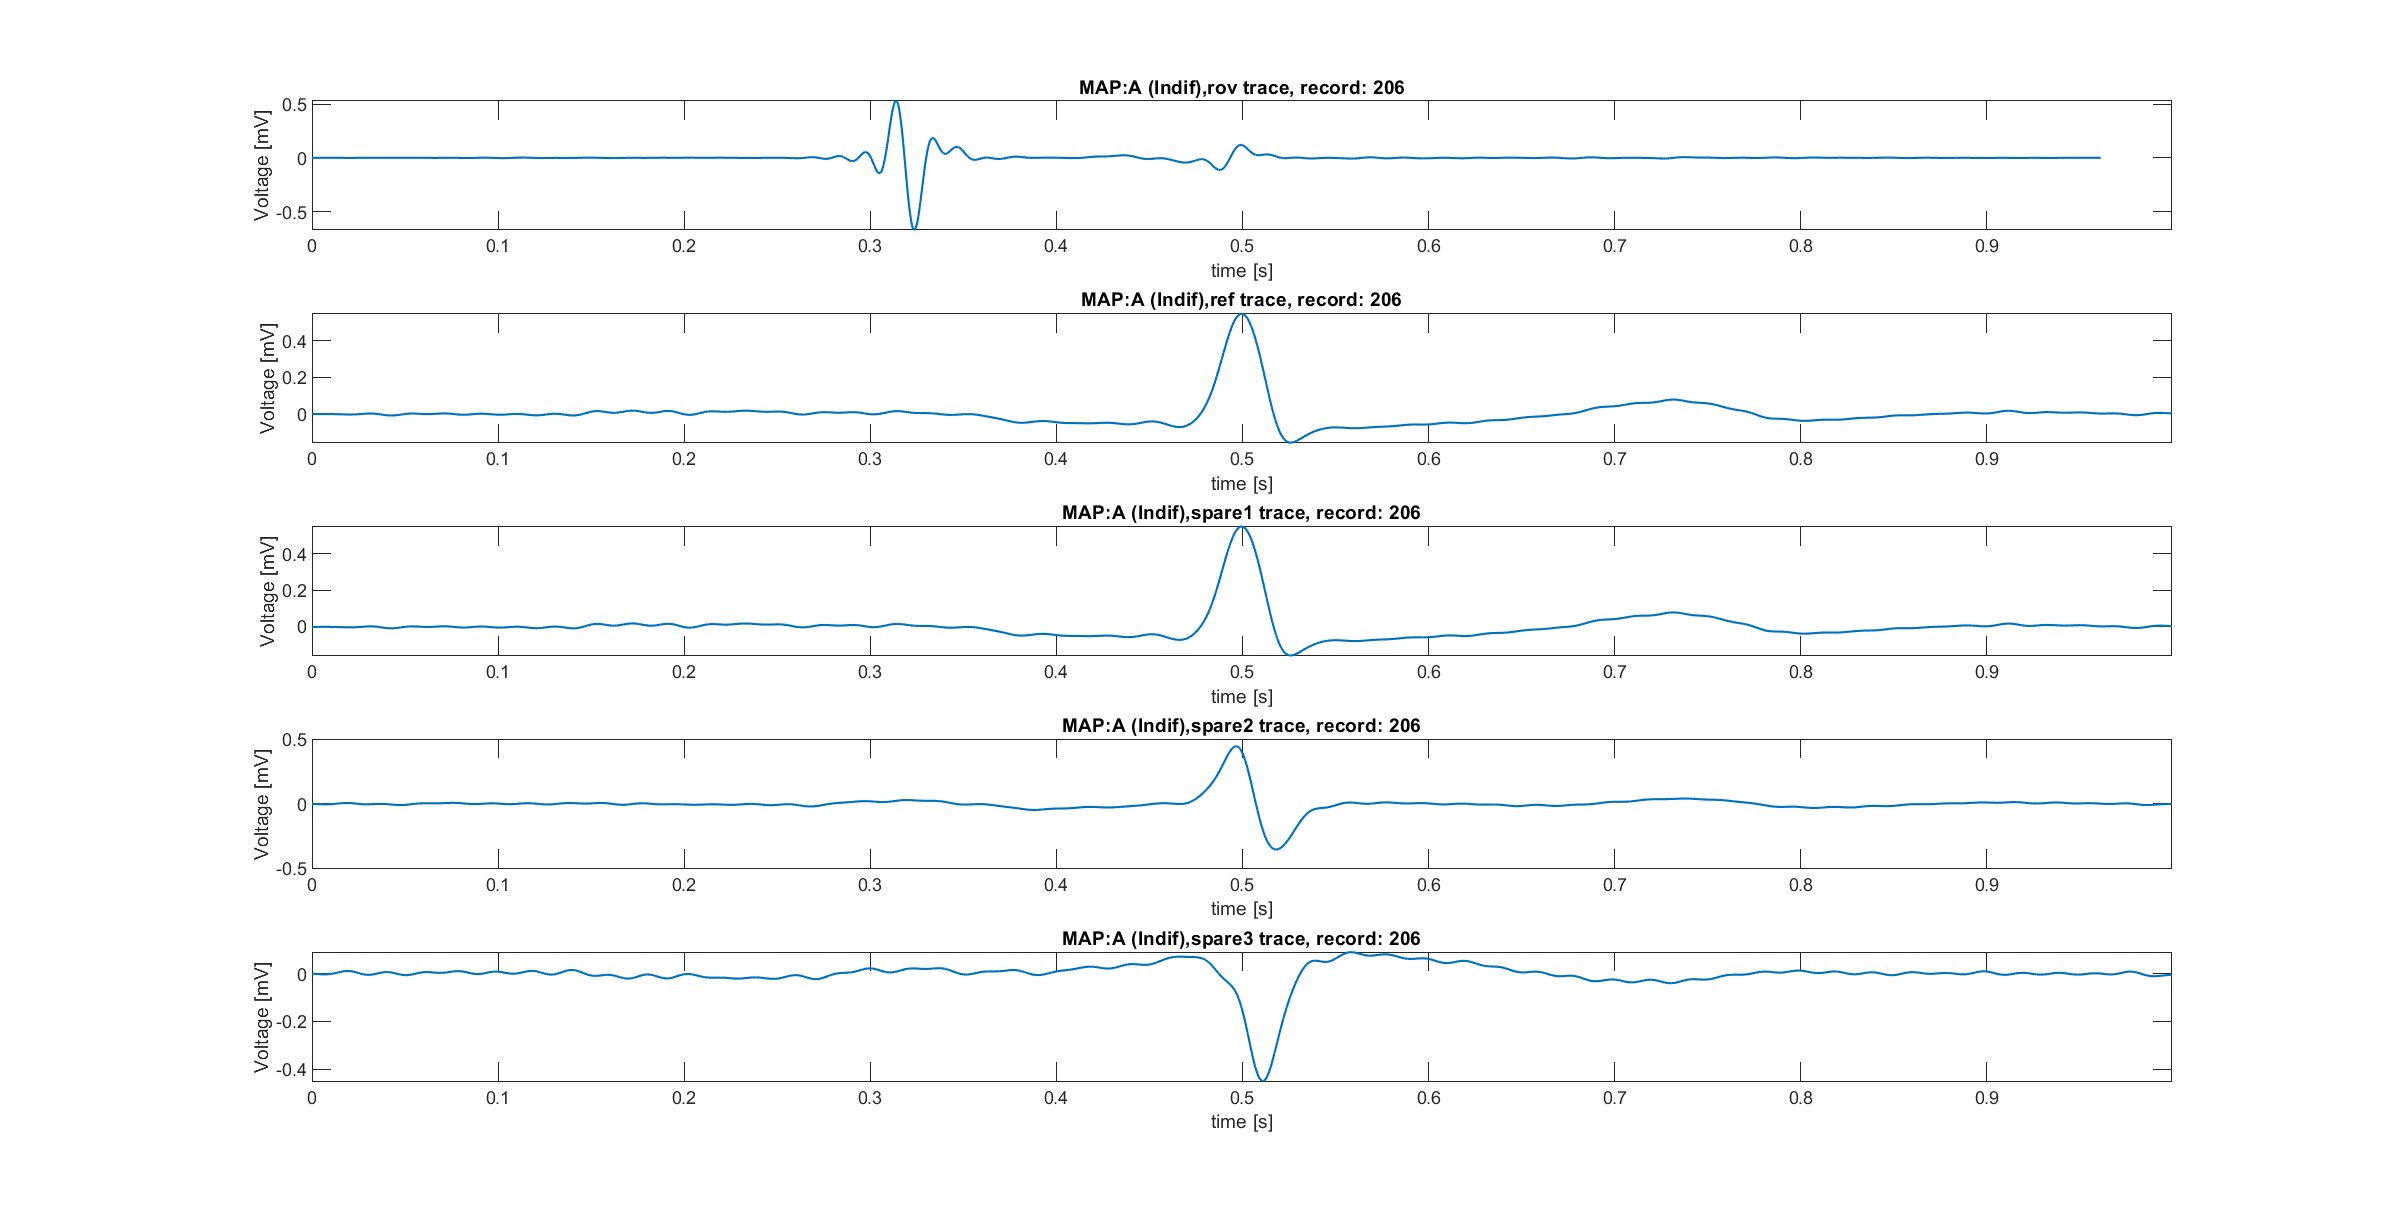 MAP:A (Indif),rov trace, record: 206
Voltage [mV]
0.5
0
-0.5
0 0.1 0.2 0.3 0.4 0.5 0.6 0.7 0.8 0.9
time [s]
MAP:A (Indif),ref trace, record: 206
Voltage [mV]
0.4
0.2
0
0 0.1 0.2 0.3 0.4 0.5 0.6 0.7 0.8 0.9
time [s]
MAP:A (Indif),spare1 trace, record: 206
Voltage [mV]
0.4
0.2
0
0 0.1 0.2 0.3 0.4 0.5 0.6 0.7 0.8 0.9
time [s]
MAP:A (Indif),spare2 trace, record: 206
Voltage [mV]
0.5
0
-0.5
0 0.1 0.2 0.3 0.4 0.5 0.6 0.7 0.8 0.9
time [s]
MAP:A (Indif),spare3 trace, record: 206
Voltage [mV]
0
-0.2
-0.4
0 0.1 0.2 0.3 0.4 0.5 0.6 0.7 0.8 0.9
time [s]